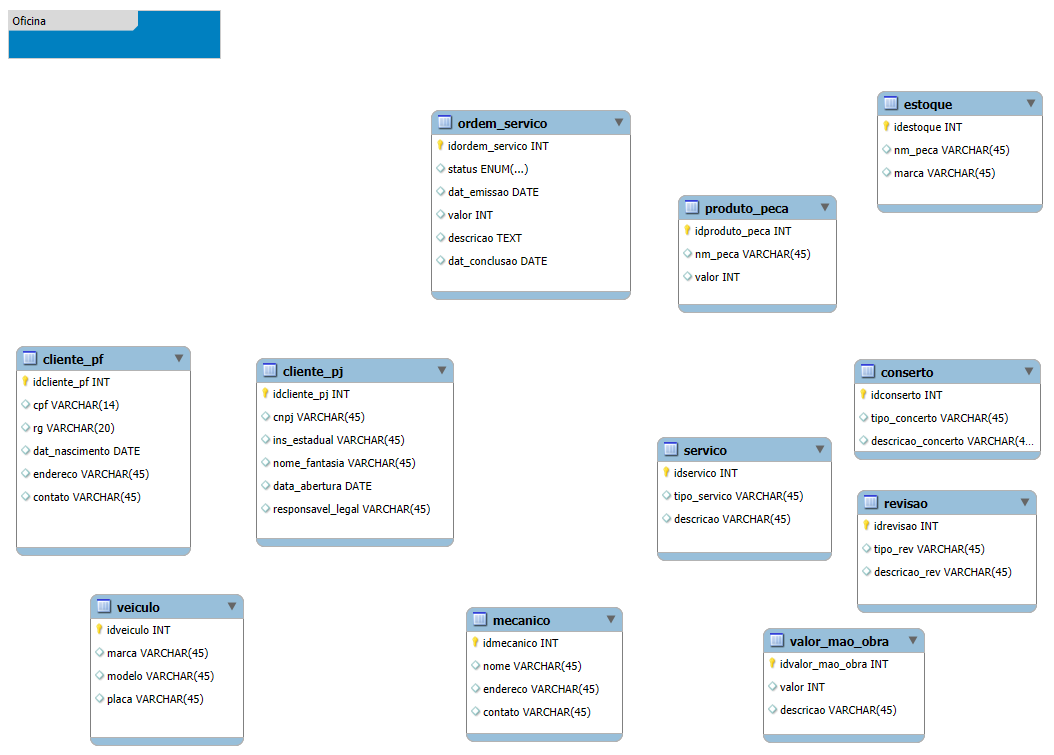 Oficina
ordem_servico
idordem_servico INT
status ENUM(...)
dat_emissao DATE
valor INT
descricao TEXT
dat_conclusao DATE
estoque
idestoque INT
nm_peca VARCHAR(45)
marca VARCHAR(45)
produto_peca
idproduto_peca INT
nm_peca VARCHAR(45)
valor INT
cliente_pf
idcliente_pf INT
cpf VARCHAR(14)
rg VARCHAR(20)
dat_nascimento DATE
endereco VARCHAR(45)
contato VARCHAR(45)
cliente_pj
idcliente_pj INT
cnpj VARCHAR(45)
ins_estadual VARCHAR(45)
nome_fantasia VARCHAR(45)
data_abertura DATE
responsavel_legal VARCHAR(45)
conserto
idconserto INT
tipo_concerto VARCHAR(45)
descricao_concerto VARCHAR(4...
servico
idservico INT
tipo_servico VARCHAR(45)
descricao VARCHAR(45)
revisao
idrevisao INT
tipo_rev VARCHAR(45)
descricao_rev VARCHAR(45)
veiculo
idveiculo INT
marca VARCHAR(45)
modelo VARCHAR(45)
placa VARCHAR(45)
mecanico
idmecanico INT
nome VARCHAR(45)
endereco VARCHAR(45)
contato VARCHAR(45)
valor_mao_obra
idvalor_mao_obra INT
valor INT
descricao VARCHAR(45)